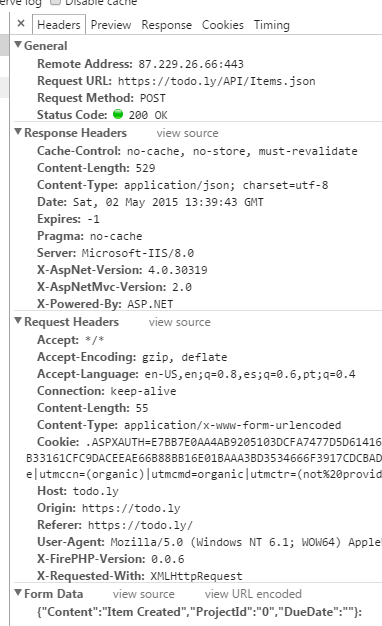 Disable cache
× Headers Preview Response Cookies Timing
▼General
Remote Address: 87.229.26.66:443
Request URL: https://todo.ly/API/Items.json
Request Method: POST
Status Code: 200 OK
▼Response Headers view source
Cache-Control: no-cache, no-store, must-revalidate
Content-Length: 529
Content-Type: application/json; charset=utf-8
Date: Sat, 02 May 2015 13:39:43 GMT
Expires: -1
Pragma: no-cache
Server: Microsoft-IIS/8.0
X-AspNet-Version: 4.0.30319
X-AspNetMvc-Version: 2.0
X-Powered-By: ASP.NET
▼Request Headers view source
Accept: */*
Accept-Encoding: gzip, deflate
Accept-Language: en-US,en;q=0.8,es;q=0.6,pt;q=0.4
Connection: keep-alive
Content-Length: 55
Content-Type: application/x-www-form-urlencoded
Cookie: .ASPXAUTH=E7BB7E0AA4AB9205103DCFA7477D5D61416
B33161CFC9DACEEAE66B88BB16E01BAAA3BD3534666F3917CDCBAD
e|utmccn=(organic)|utmcmd=organic|utmctr=(not%20provid
Host: todo.ly
Origin: https://todo.ly
Referer: https://todo.ly/
User-Agent: Mozilla/5.0 (Windows NT 6.1; WOW64) Apple
X-FirePHP-Version: 0.0.6
X-Requested-With: XMLHttpRequest
▼Form Data view source view URL encoded
{"Content":"Item Created","ProjectId":"0","DueDate":""}: